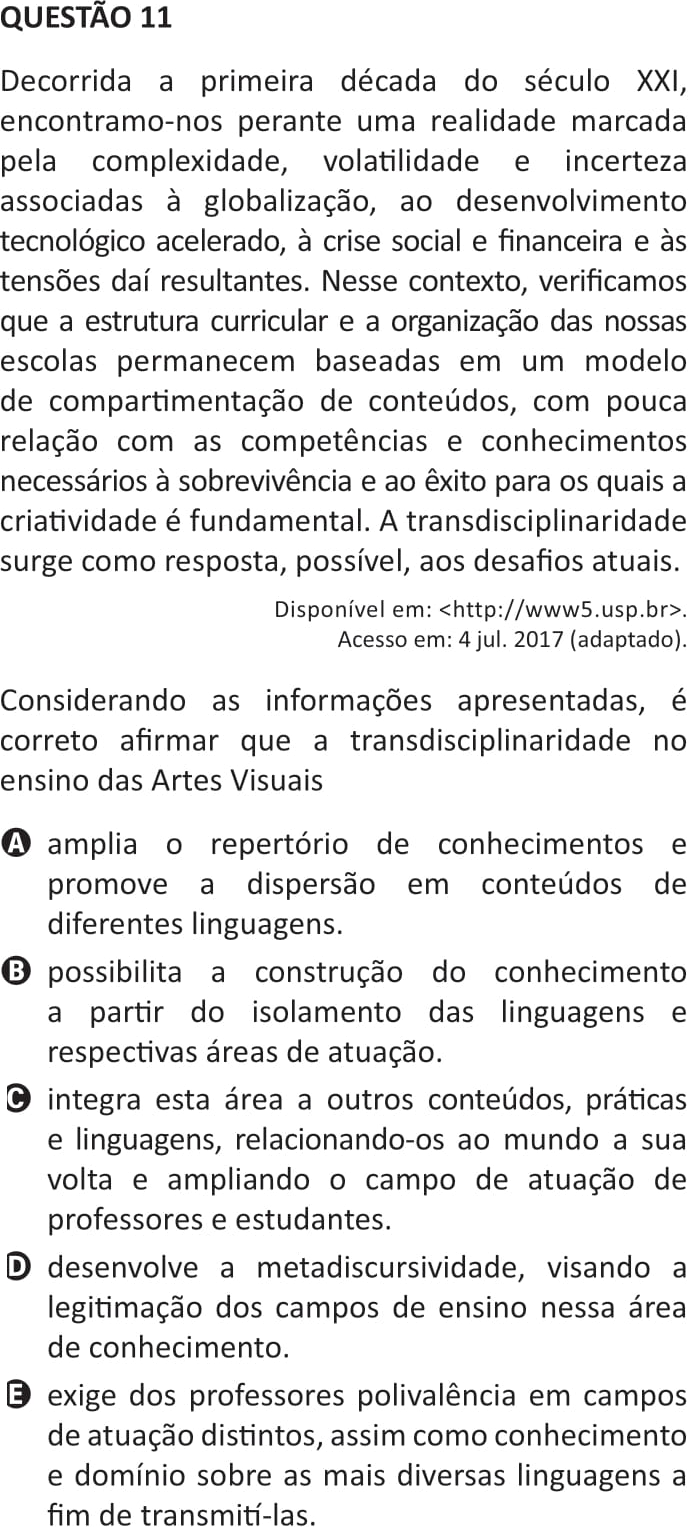 QUESTÃO 11
Decorrida a primeira década do século XXI,
encontramo-nos perante uma realidade marcada
pela complexidade, volatilidade e incerteza
associadas à globalização, ao desenvolvimento
tecnológico acelerado, à crise social e financeira e às
tensões daí resultantes. Nesse contexto, verificamos
que a estrutura curricular e a organização das nossas
escolas permanecem baseadas em um modelo
de compartimentação de conteúdos, com pouca
relação com as competências e conhecimentos
necessários à sobrevivência e ao êxito para os quais a
criatividade é fundamental. A transdisciplinaridade
surge como resposta, possível, aos desafios atuais.
Disponível em: <http://www5.usp.br>.
Acesso em: 4 jul. 2017 (adaptado).
Considerando as informações apresentadas, é
correto afirmar que a transdisciplinaridade no
ensino das Artes Visuais
A amplia o repertório de conhecimentos e
promove a dispersão em conteúdos de
diferentes linguagens.
B possibilita a construção do conhecimento
a partir do isolamento das linguagens e
respectivas áreas de atuação.
C integra esta área a outros conteúdos, práticas
e linguagens, relacionando-os ao mundo a sua
volta e ampliando o campo de atuação de
professores e estudantes.
D desenvolve a metadiscursividade, visando a
legitimação dos campos de ensino nessa área
de conhecimento.
E exige dos professores polivalência em campos
de atuação distintos, assim como conhecimento
e domínio sobre as mais diversas linguagens a
fim de transmití-las.